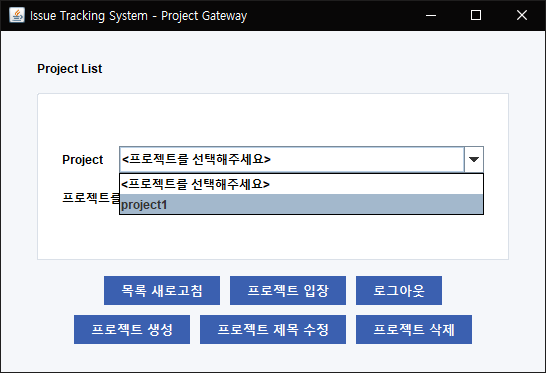 Issue Tracking System - Project Gateway
Project List
Project <프로젝트를 선택해주세요>
<프로젝트를 선택해주세요>
프로젝트를
project1
목록 새로고침 프로젝트 입장 로그아웃
프로젝트 생성 프로젝트 제목 수정 프로젝트 삭제